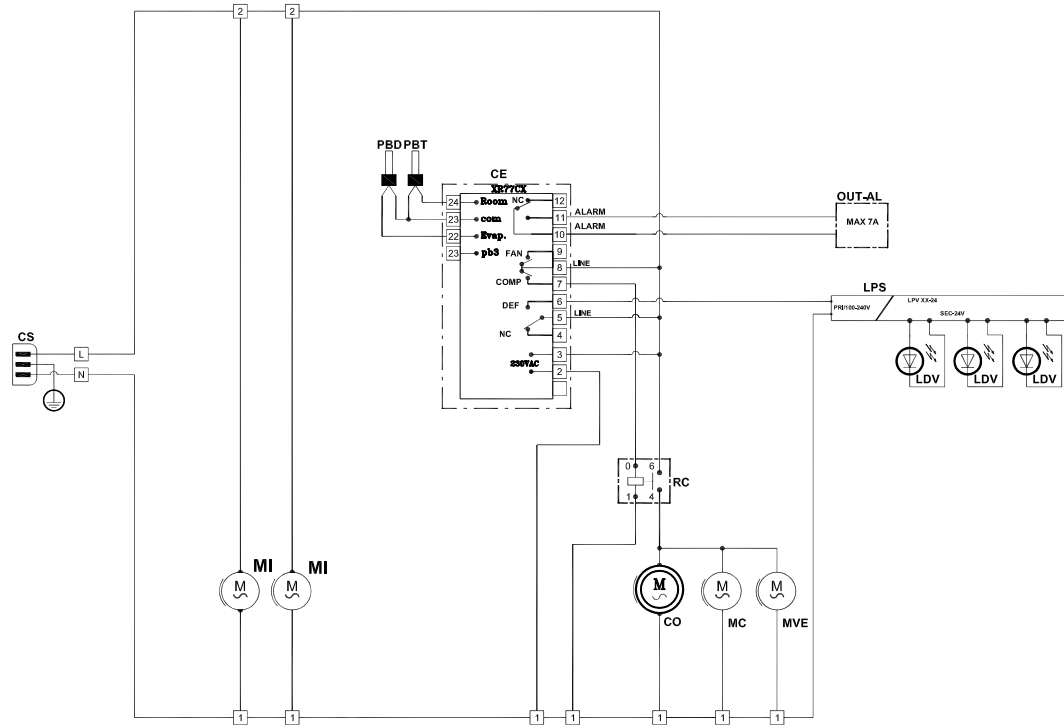 2 2
PBD PBT
CE
XR77CX
24 Room NC 12
23 com 11 ALARM
22 Evap. 10 ALARM
23 pb3 FAN 9
8 LINE
COMP 7
DEF 6
5 LINE
NC 4
3
230VAC 2
OUT-AL
MAX 7A
LPS
PRI/100-240V
LPV XX-24
SEC-24V
LDV LDV LDV
CS
L
N
0 6
RC
1 4
MI MI
M M M M M
CO MC MVE
1 1 1 1 1 1 1